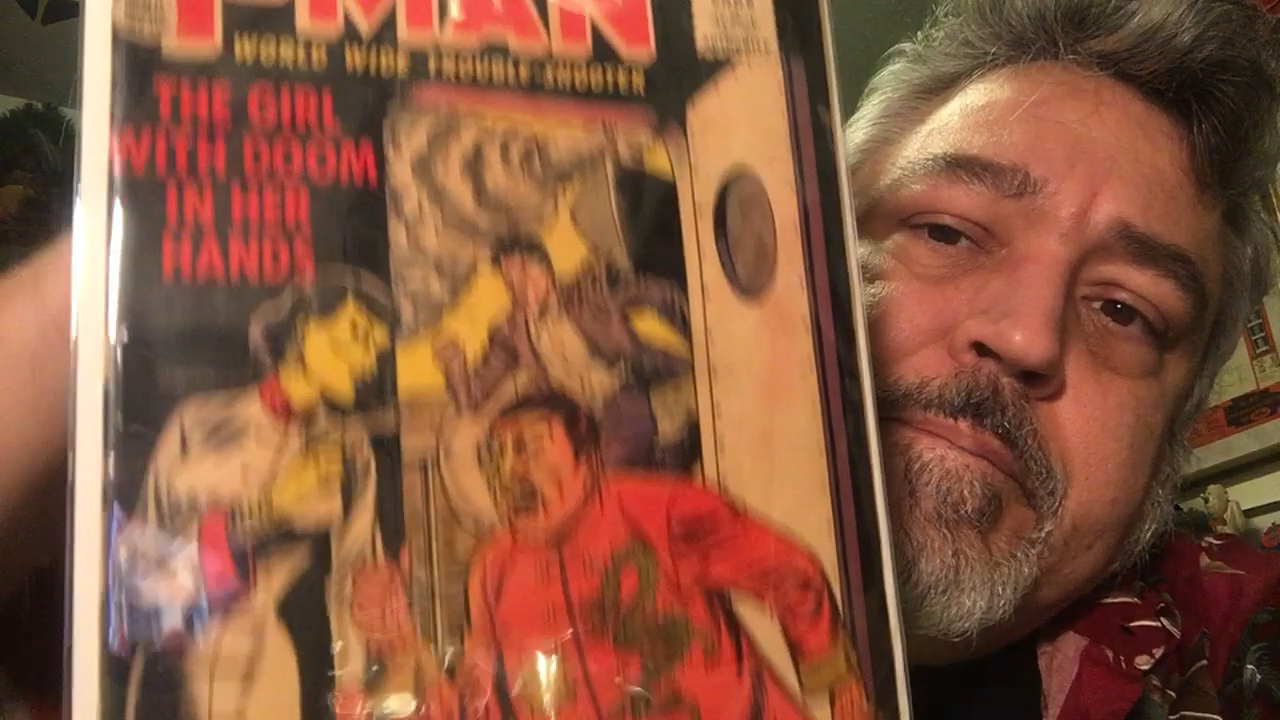 T-MAN
WORLD WIDE TROUBLE-SHOOTER
THE GIRL
WITH DOOM
IN HER
HANDS